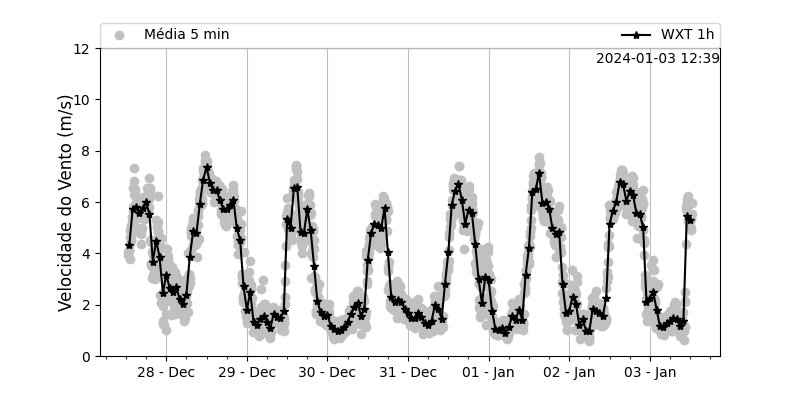 Média 5 min
WXT 1h
2024-01-03 12:39
Velocidade do Vento (m/s)
12
10
8
6
4
2
0
28 - Dec
29 - Dec
30 - Dec
31 - Dec
01 - Jan
02 - Jan
03 - Jan